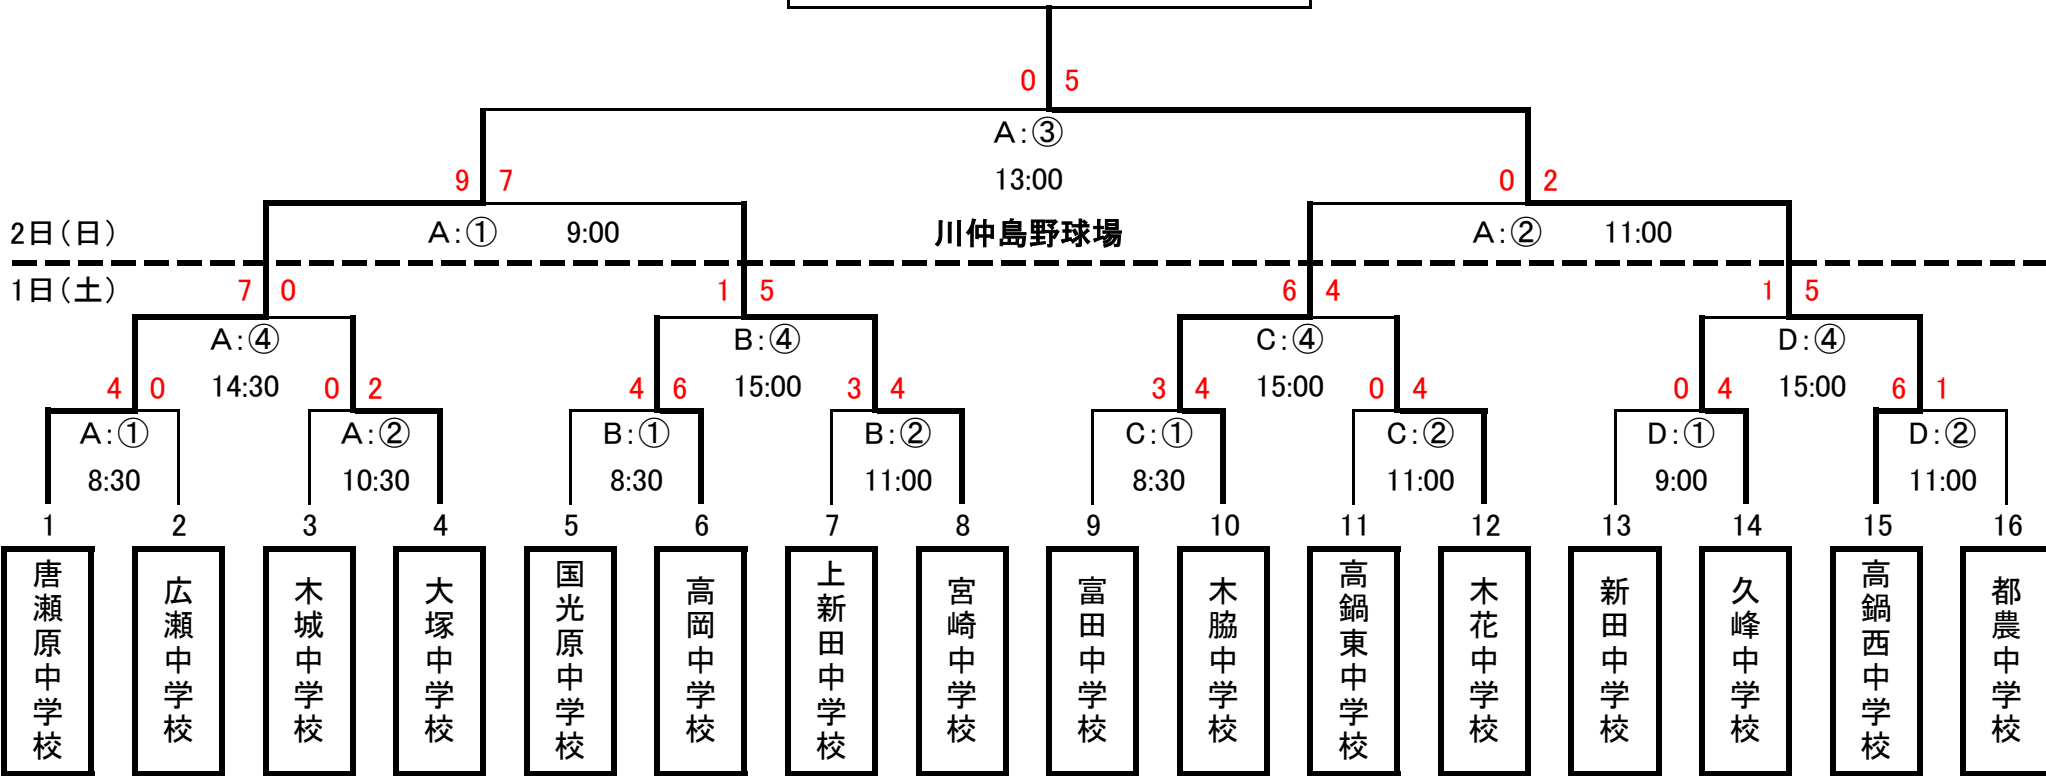 0 5
A:③
13:00
9 7
0 2
2日(日)
A:① 9:00
川仲島野球場
A:② 11:00
1日(土)
7 0
1 5
6 4
1 5
A:④
B:④
C:④
D:④
4 0
14:30
0 2
4 6
15:00
3 4
3 4
15:00
0 4
0 4
15:00
6 1
A:①
A:②
B:①
B:②
C:①
C:②
D:①
D:②
8:30
10:30
8:30
11:00
8:30
11:00
9:00
11:00
1 2 3 4 5 6 7 8 9 10 11 12 13 14 15 16
唐瀬原中学校
広瀬中学校
木城中学校
大塚中学校
国光原中学校
高岡中学校
上新田中学校
宮崎中学校
富田中学校
木脇中学校
高鍋東中学校
木花中学校
新田中学校
久峰中学校
高鍋西中学校
都農中学校